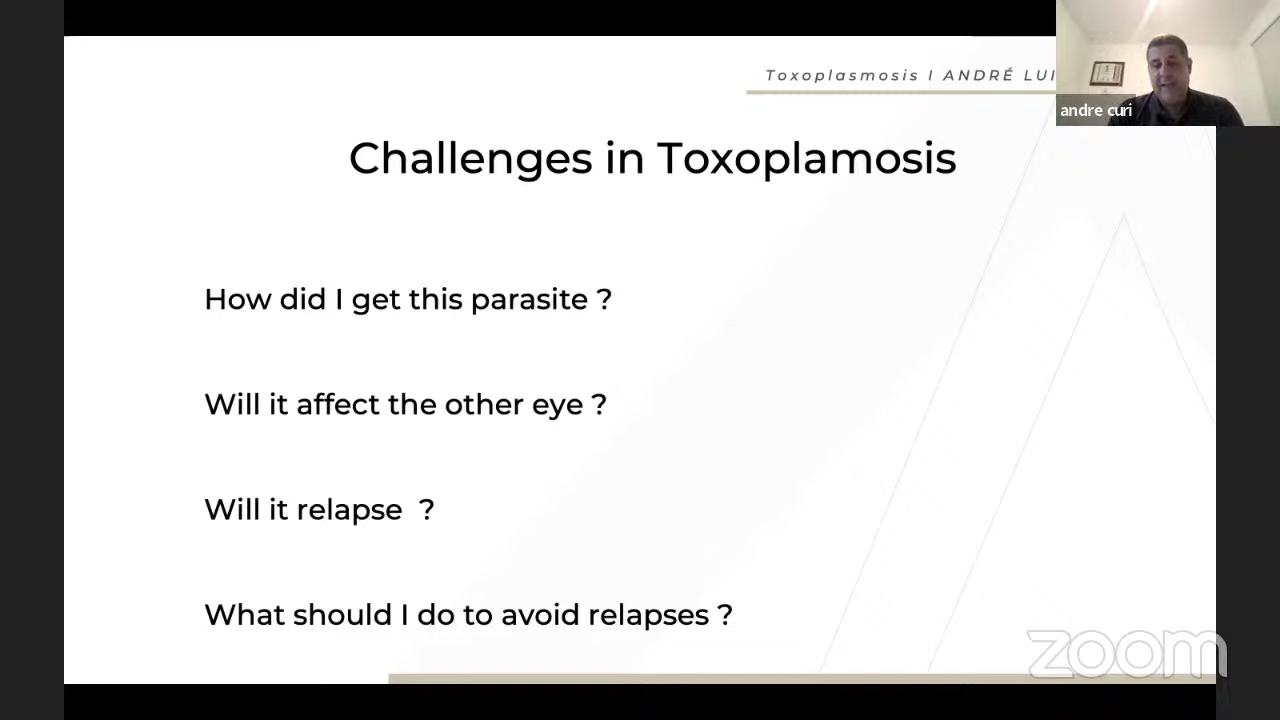 Toxoplasmosis I ANDRÉ LUI
andre curi
Challenges in Toxoplamosis
How did I get this parasite ?
Will it affect the other eye ?
Will it relapse ?
What should I do to avoid relapses ?
zoom